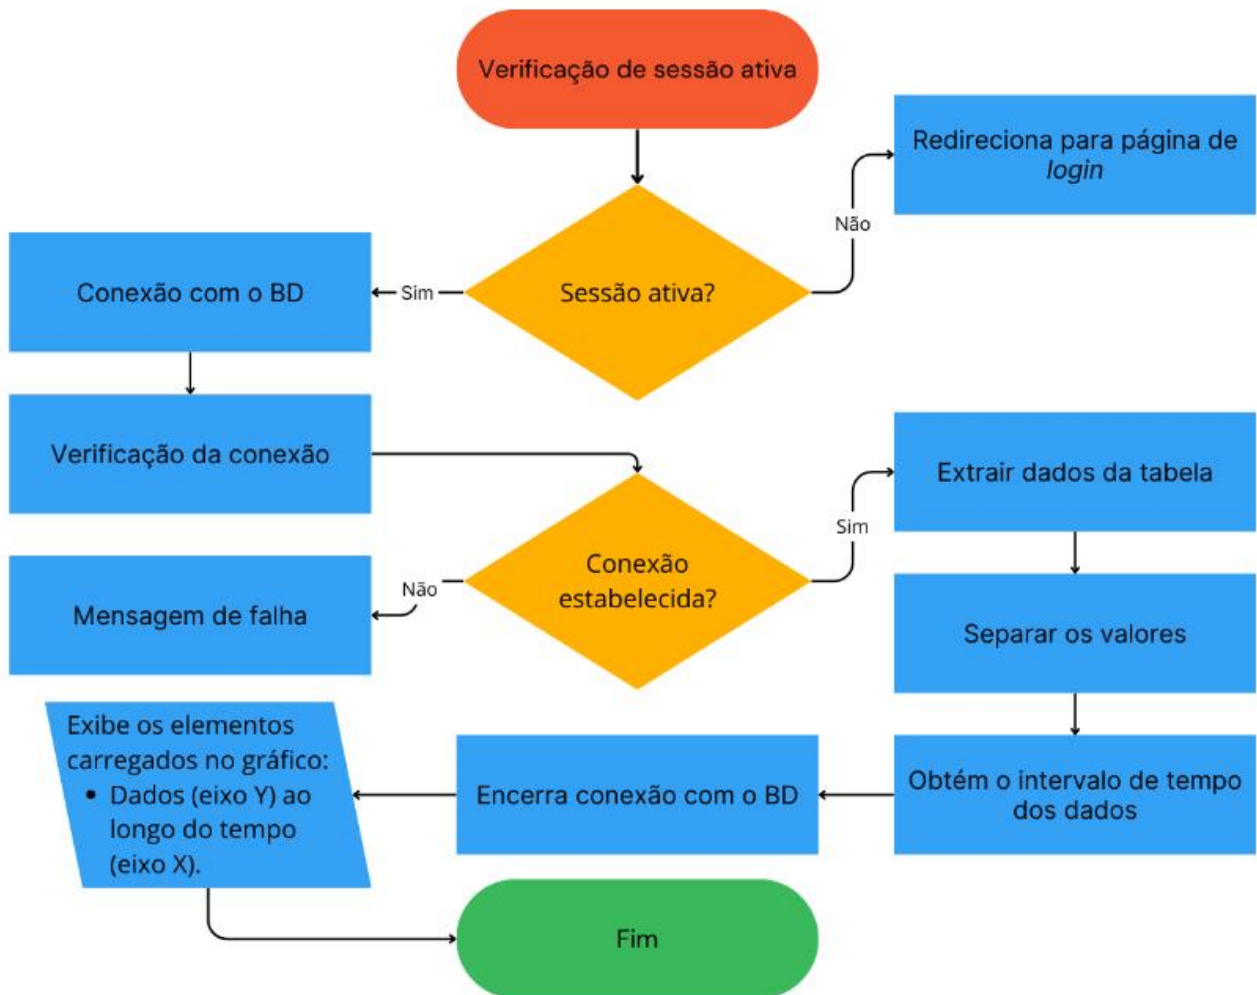 Verificação de sessão ativa
Redireciona para página de
login
Não
Sessão ativa?
Sim
Conexão com o BD
Verificação da conexão
Extrair dados da tabela
Sim
Conexão
estabelecida?
Não
Mensagem de falha
Separar os valores
Exibe os elementos
carregados no gráfico:
• Dados (eixo Y) ao
longo do tempo
(eixo X).
Encerra conexão com o BD
Obtém o intervalo de tempo
dos dados
Fim